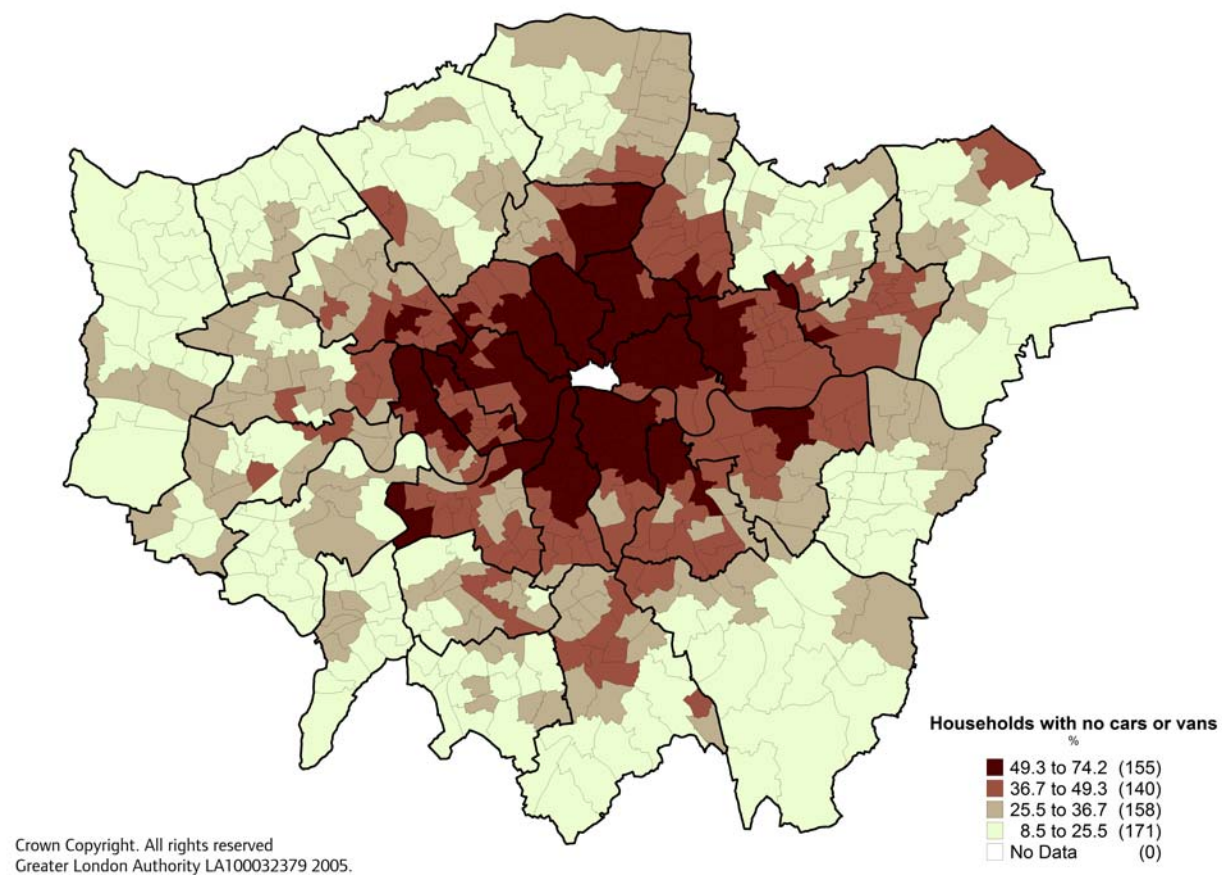 Households with no cars or vans
%
49.3 to 74.2 (155)
36.7 to 49.3 (140)
25.5 to 36.7 (158)
8.5 to 25.5 (171)
No Data (0)
Crown Copyright. All rights reserved
Greater London Authority LA100032379 2005.